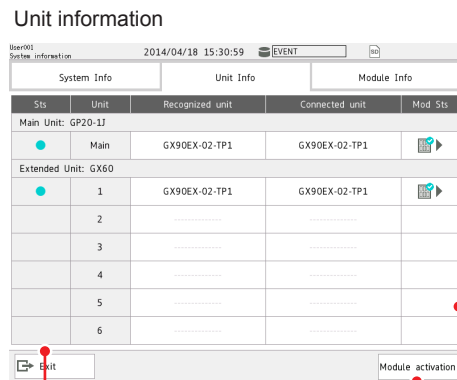 Unit information
User001
System information
2014/04/18 15:30:59 EVENT SD
System Info Unit Info Module Info
Sts Unit Recognized unit Connected unit Mod Sts
Main Unit: GP20-1J
Main GX90EX-02-TP1 GX90EX-02-TP1
Extended Unit: GX60
1 GX90EX-02-TP1 GX90EX-02-TP1
2 -------------- --------------
3 -------------- --------------
4 -------------- --------------
5 -------------- --------------
6 -------------- --------------
Exit Module activation